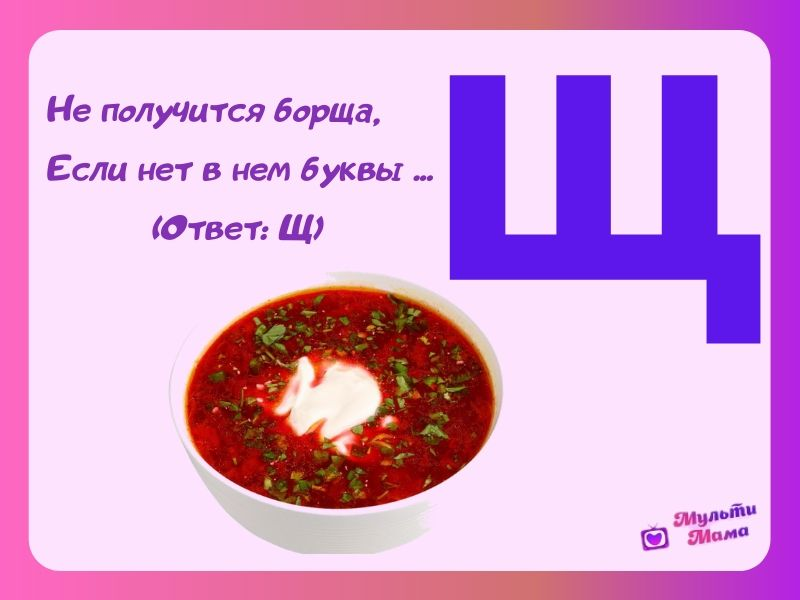 Не получится борща,
Если нет в нем буквы ...
(Ответ: Щ)
Щ
Мульти
Мама